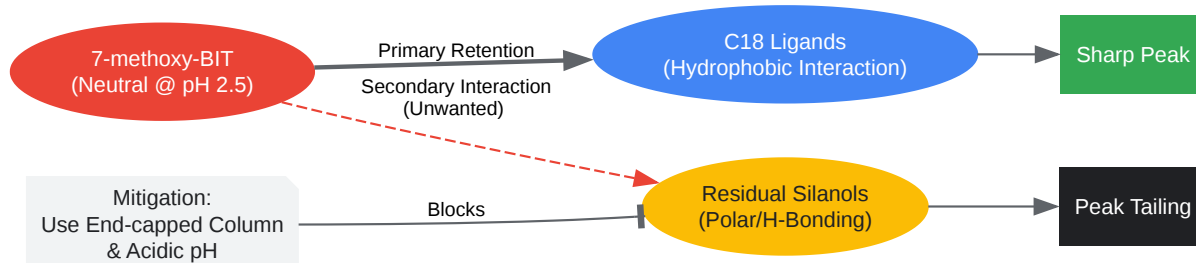 7-methoxy-BIT
(Neutral @ pH 2.5)
Primary Retention
Secondary Interaction
(Unwanted)
C18 Ligands
(Hydrophobic Interaction)
Sharp Peak
Mitigation:
Use End-capped Column
& Acidic pH
Blocks
Residual Silanols
(Polar/H-Bonding)
Peak Tailing